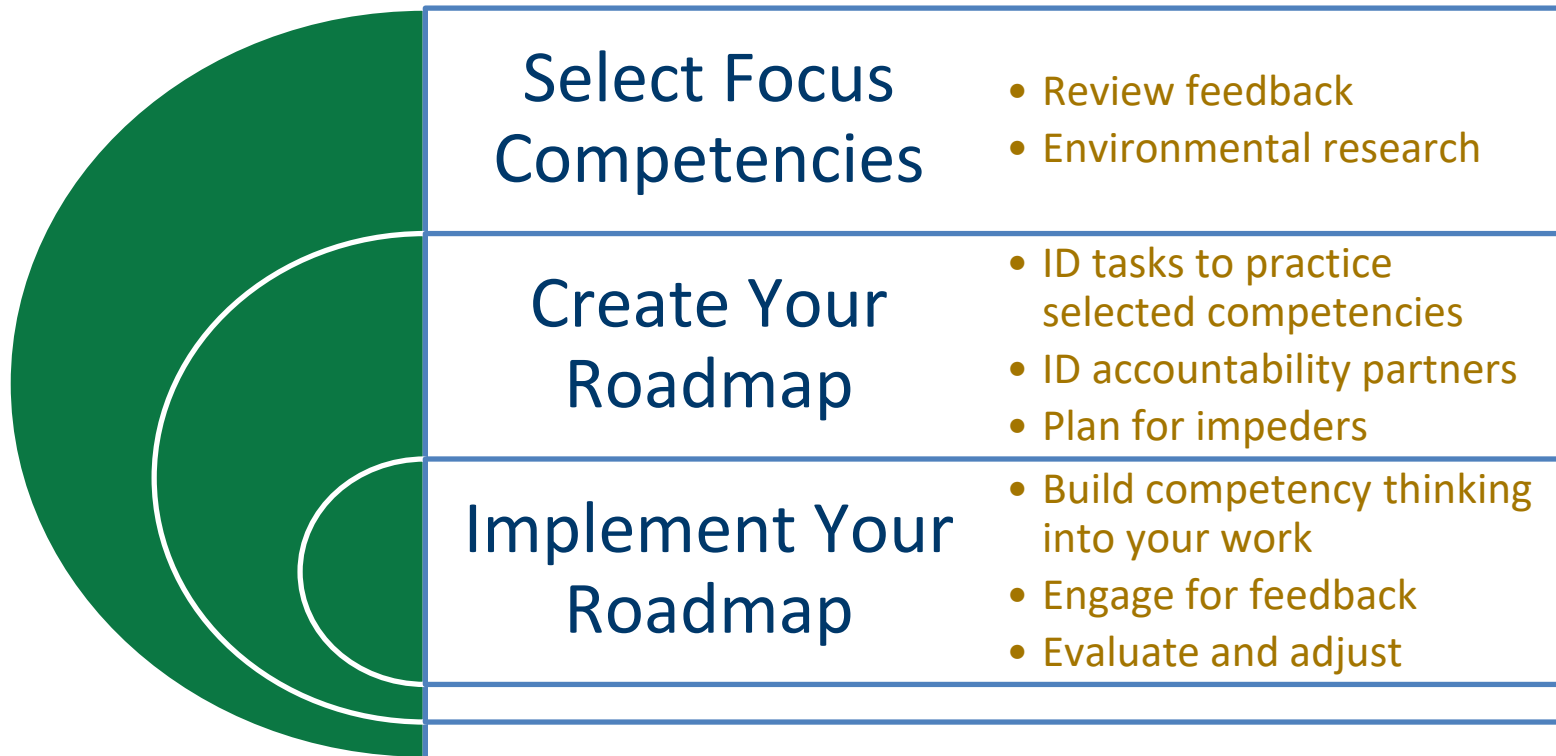 Select Focus
Competencies
• Review feedback
• Environmental research
Create Your
Roadmap
• ID tasks to practice
selected competencies
• ID accountability partners
• Plan for impeders
Implement Your
Roadmap
• Build competency thinking
into your work
• Engage for feedback
• Evaluate and adjust